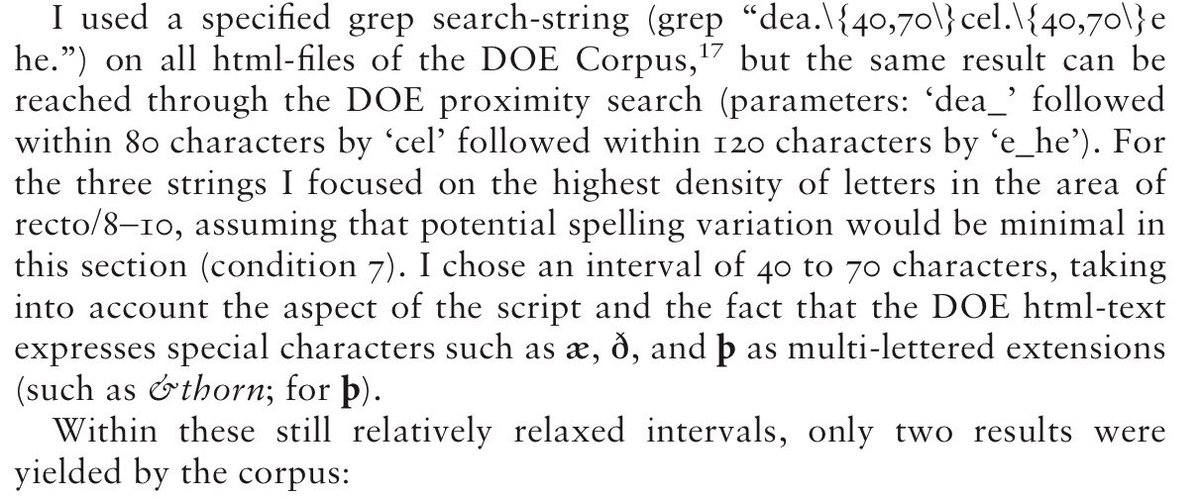 I used a specified grep search-string (grep “dea.\{40,70\}cel.\{40,70\}e
he.”) on all html-files of the DOE Corpus,¹⁷ but the same result can be
reached through the DOE proximity search (parameters: ‘dea_’ followed
within 80 characters by ‘cel’ followed within 120 characters by ‘e_he’). For
the three strings I focused on the highest density of letters in the area of
recto/8–10, assuming that potential spelling variation would be minimal in
this section (condition 7). I chose an interval of 40 to 70 characters, taking
into account the aspect of the script and the fact that the DOE html-text
expresses special characters such as æ, ð, and þ as multi-lettered extensions
(such as &thorn; for þ).
Within these still relatively relaxed intervals, only two results were
yielded by the corpus: